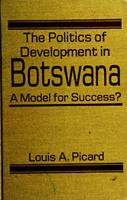 The Politics of
Development in
Botswana
A Model for Success?
Louis A. Picard